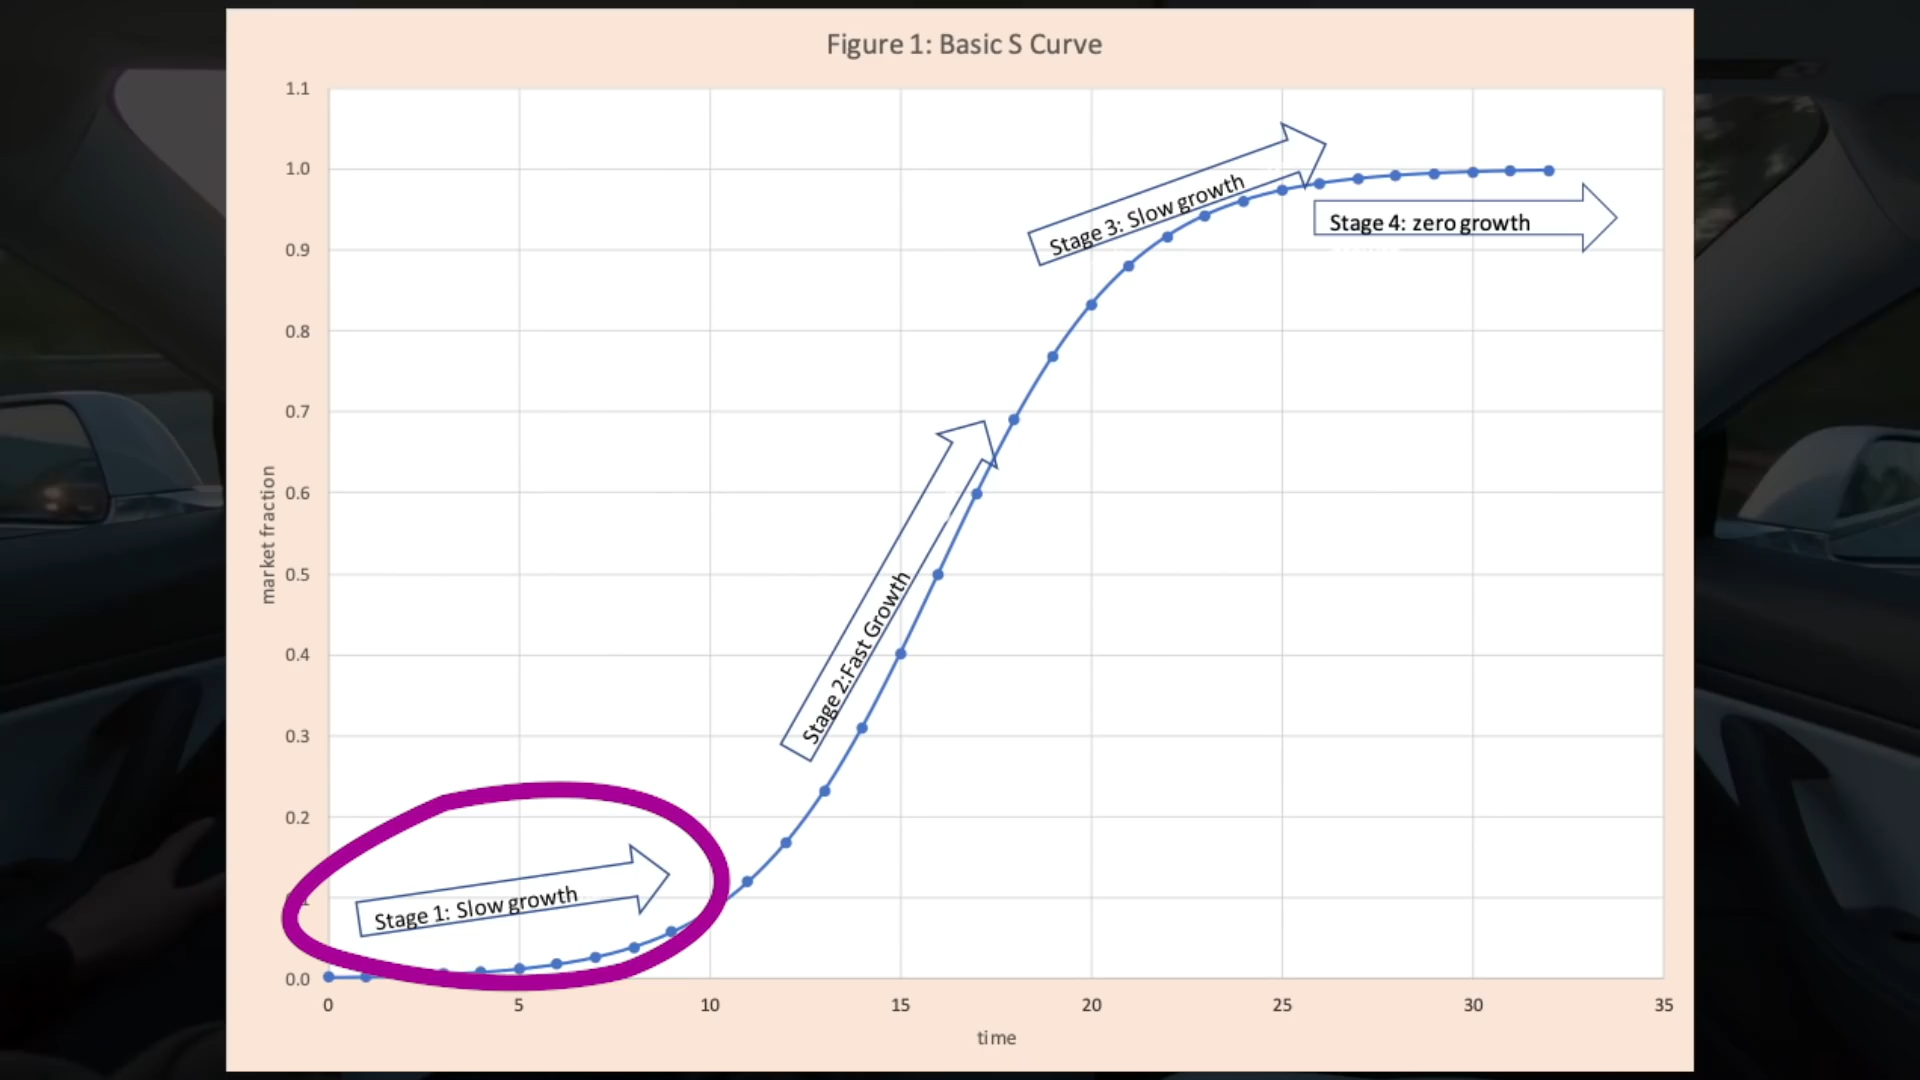 Figure 1: Basic S Curve
1.1
1.0
0.9
0.8
0.7
0.6
0.5
0.4
0.3
0.2
0.0
market fraction
Stage 1: Slow growth
Stage 2:Fast Growth
Stage 3: Slow growth
Stage 4: zero growth
0 5 10 15 20 25 30 35
time